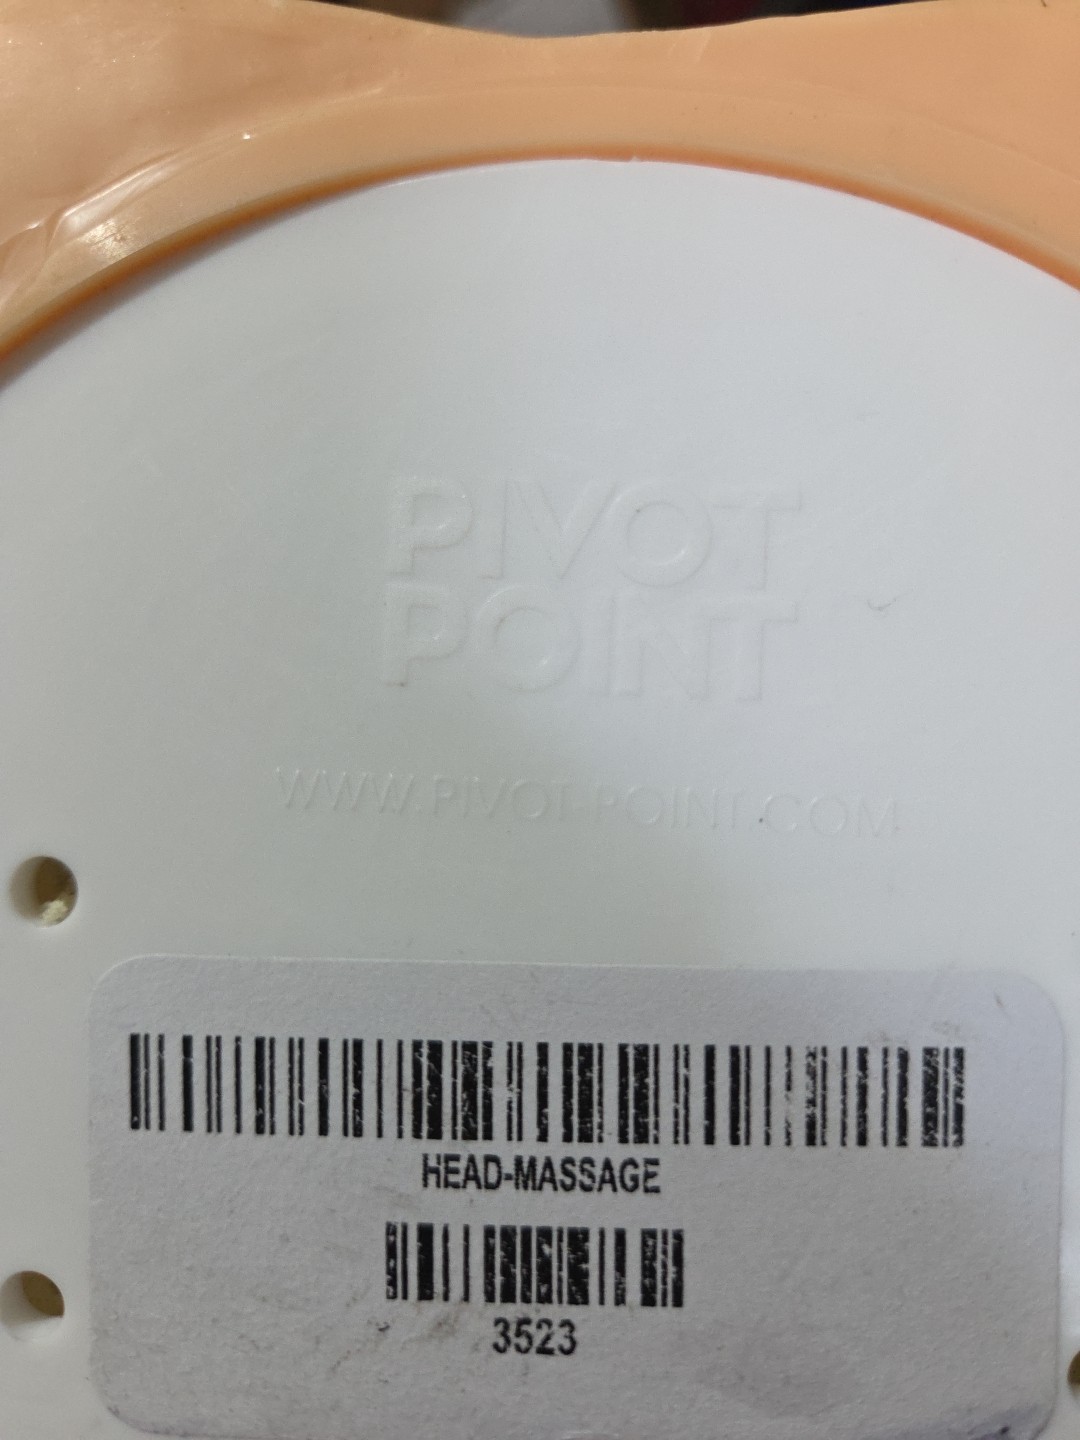 PIVOT
POINT
WWW.PIVOT-POINT.COM
HEAD-MASSAGE
3523